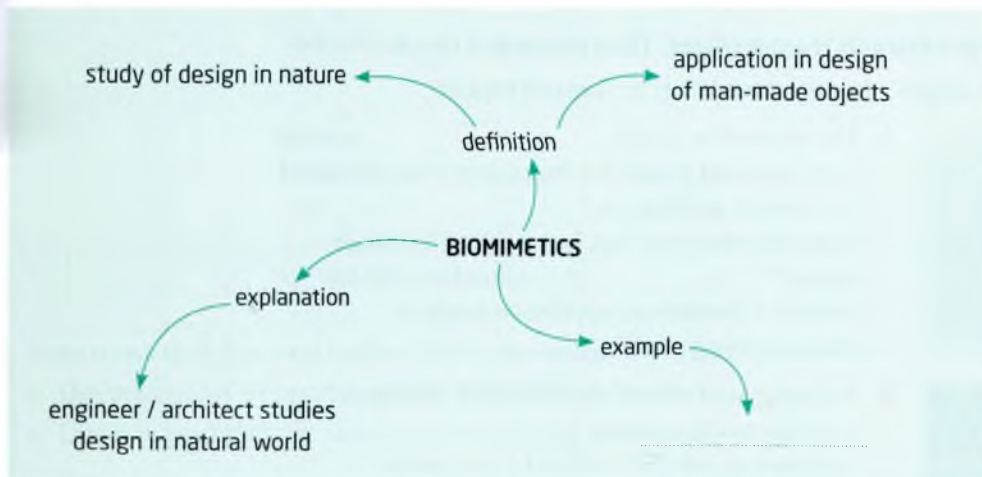 study of design in nature
application in design
of man-made objects
definition
BIOMIMETICS
explanation
example
engineer / architect studies
design in natural world